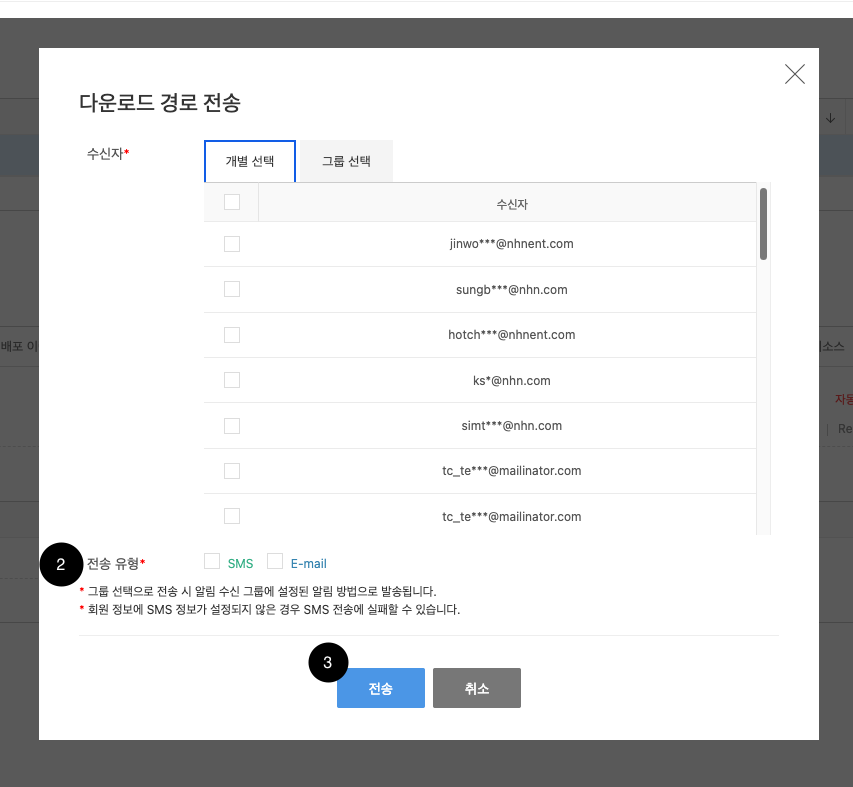 다운로드 경로 전송
수신자*
개별 선택 그룹 선택
수신자
jinwo***@nhnent.com
sungb***@nhn.com
hotch***@nhnent.com
배포 이
ks*@nhn.com
자동
simt***@nhn.com
Re
tc_te***@mailinator.com
tc_te***@mailinator.com
2 전송 유형* SMS E-mail
* 그룹 선택으로 전송 시 알림 수신 그룹에 설정된 알림 방법으로 발송됩니다.
* 회원 정보에 SMS 정보가 설정되지 않은 경우 SMS 전송에 실패할 수 있습니다.
3
전송 취소